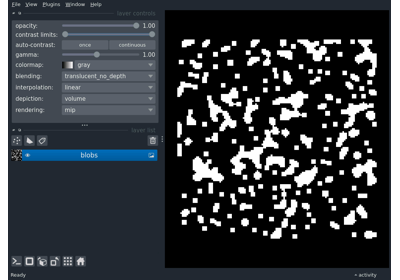 File View Plugins Window Help
layer controls
opacity: 1.00
contrast limits:
auto-contrast: once continuous
gamma: 1.00
colormap: gray
blending: translucent_no_depth
interpolation: linear
depiction: volume
rendering: mip
layer list
blobs
Ready activity